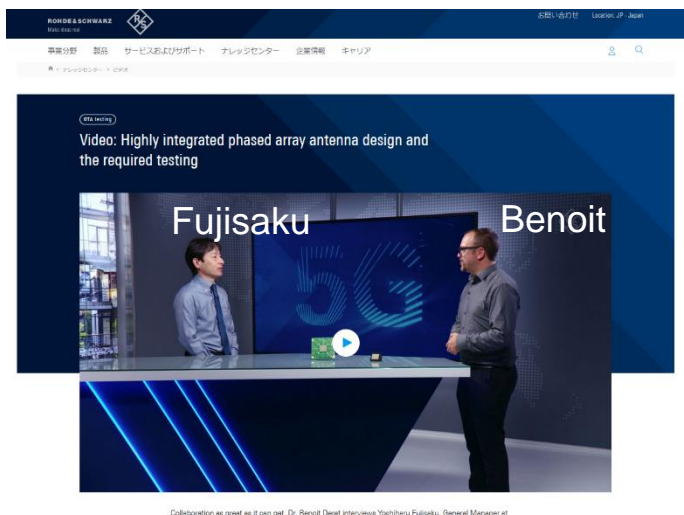 ROHDE&SCHWARZ
Make ideas real
お問い合わせ Location: JP - Japan
事業分野 製品 サービスおよびサポート ナレッジセンター 企業情報 キャリア
> ナレッジセンター > ビデオ
OTA testing
Video: Highly integrated phased array antenna design and
the required testing
Fujisaku
Benoit
5G
Collaboration as great as it can get. Dr. Benoit Derat interviews Yoshiharu Fujisaku, General Manager at